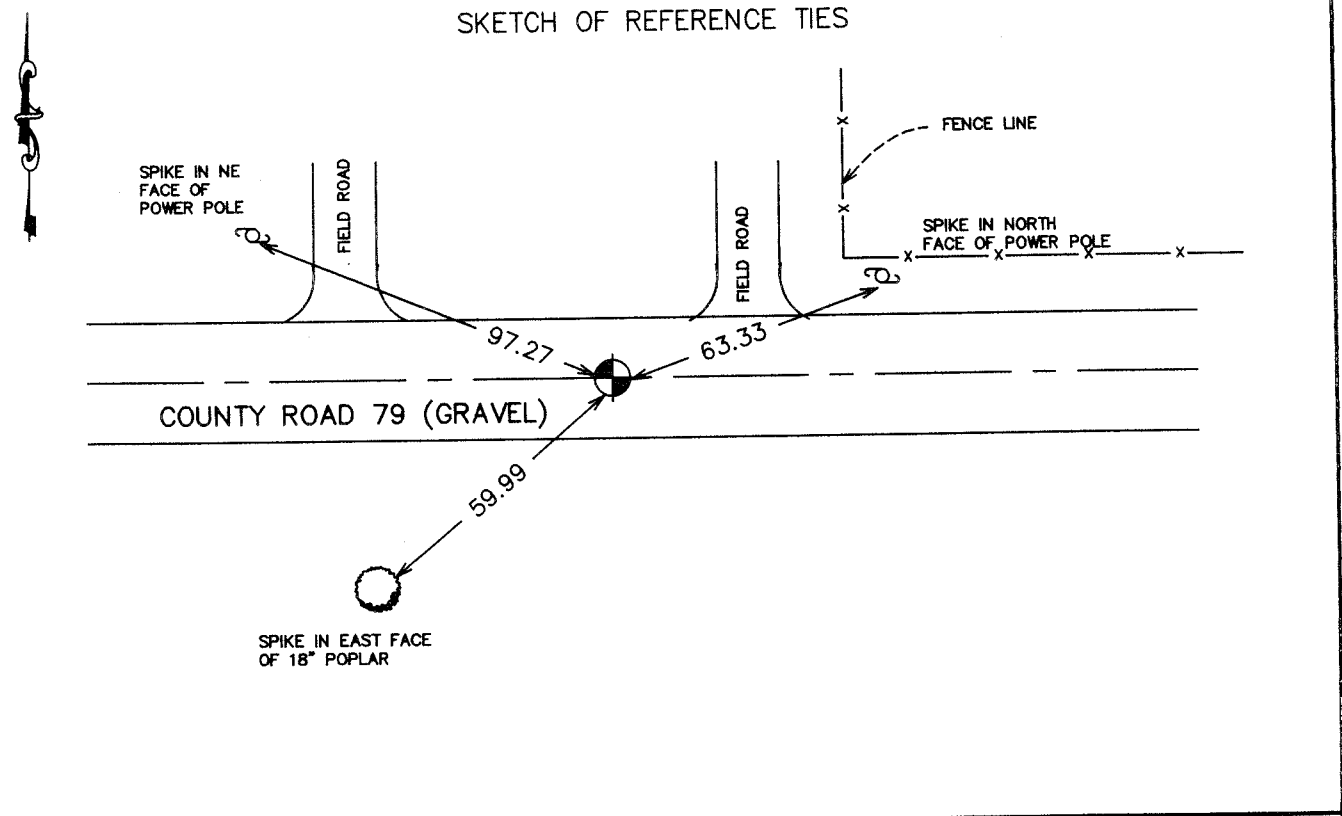 SKETCH OF REFERENCE TIES
FENCE LINE
SPIKE IN NE
FACE OF
POWER POLE
FIELD ROAD
FIELD ROAD
SPIKE IN NORTH
FACE OF POWER POLE
97.27
63.33
COUNTY ROAD 79 (GRAVEL)
59.99
SPIKE IN EAST FACE
OF 18" POPLAR